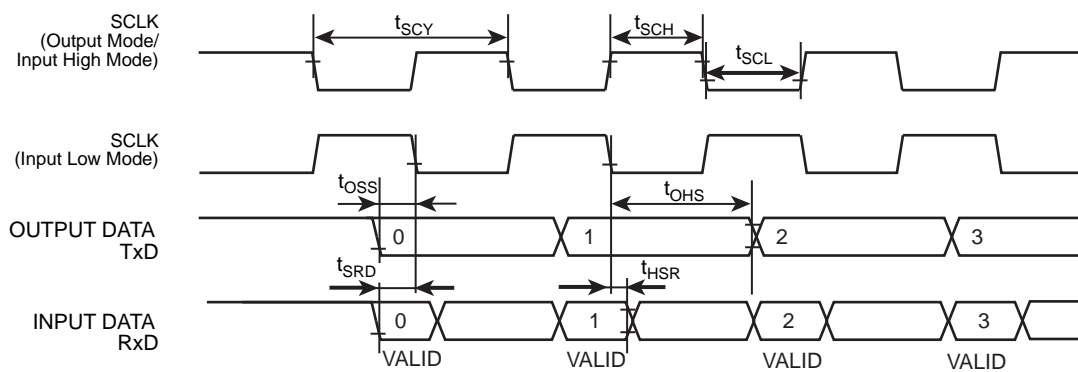 SCLK
(Output Mode/
Input High Mode)
tSCY
tSCH
tSCL
SCLK
(Input Low Mode)
tOSS
tOHS
OUTPUT DATA
TxD
0
1
2
3
tSRD
tHSR
INPUT DATA
RxD
0
1
2
3
VALID
VALID
VALID
VALID